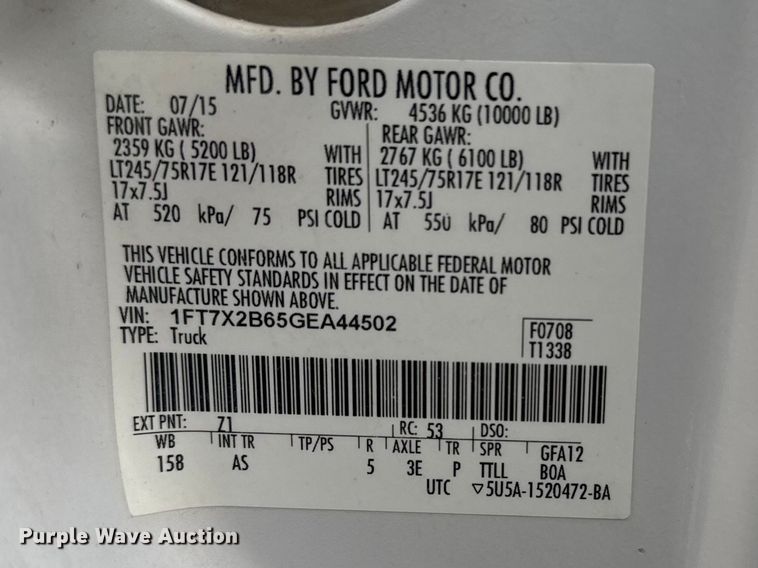 MFD. BY FORD MOTOR CO.
DATE: 07/15 GVWR: 4536 KG (10000 LB)
FRONT GAWR: REAR GAWR:
2359 KG ( 5200 LB) WITH 2767 KG ( 6100 LB) WITH
LT245/75R17E 121/118R TIRES LT245/75R17E 121/118R TIRES
17x7.5J RIMS 17x7.5J RIMS
AT 520 kPa/ 75 PSI COLD AT 550 kPa/ 80 PSI COLD
THIS VEHICLE CONFORMS TO ALL APPLICABLE FEDERAL MOTOR
VEHICLE SAFETY STANDARDS IN EFFECT ON THE DATE OF
MANUFACTURE SHOWN ABOVE.
VIN: 1FT7X2B65GEA44502 F0708
TYPE: Truck T1338
EXT PNT: Z1 RC: 53 DSO:
WB INT TR TP/PS R AXLE TR SPR GFA12
158 AS 5 3E P TTLL BOA
UTC ▽5U5A-1520472-BA
Purple Wave Auction